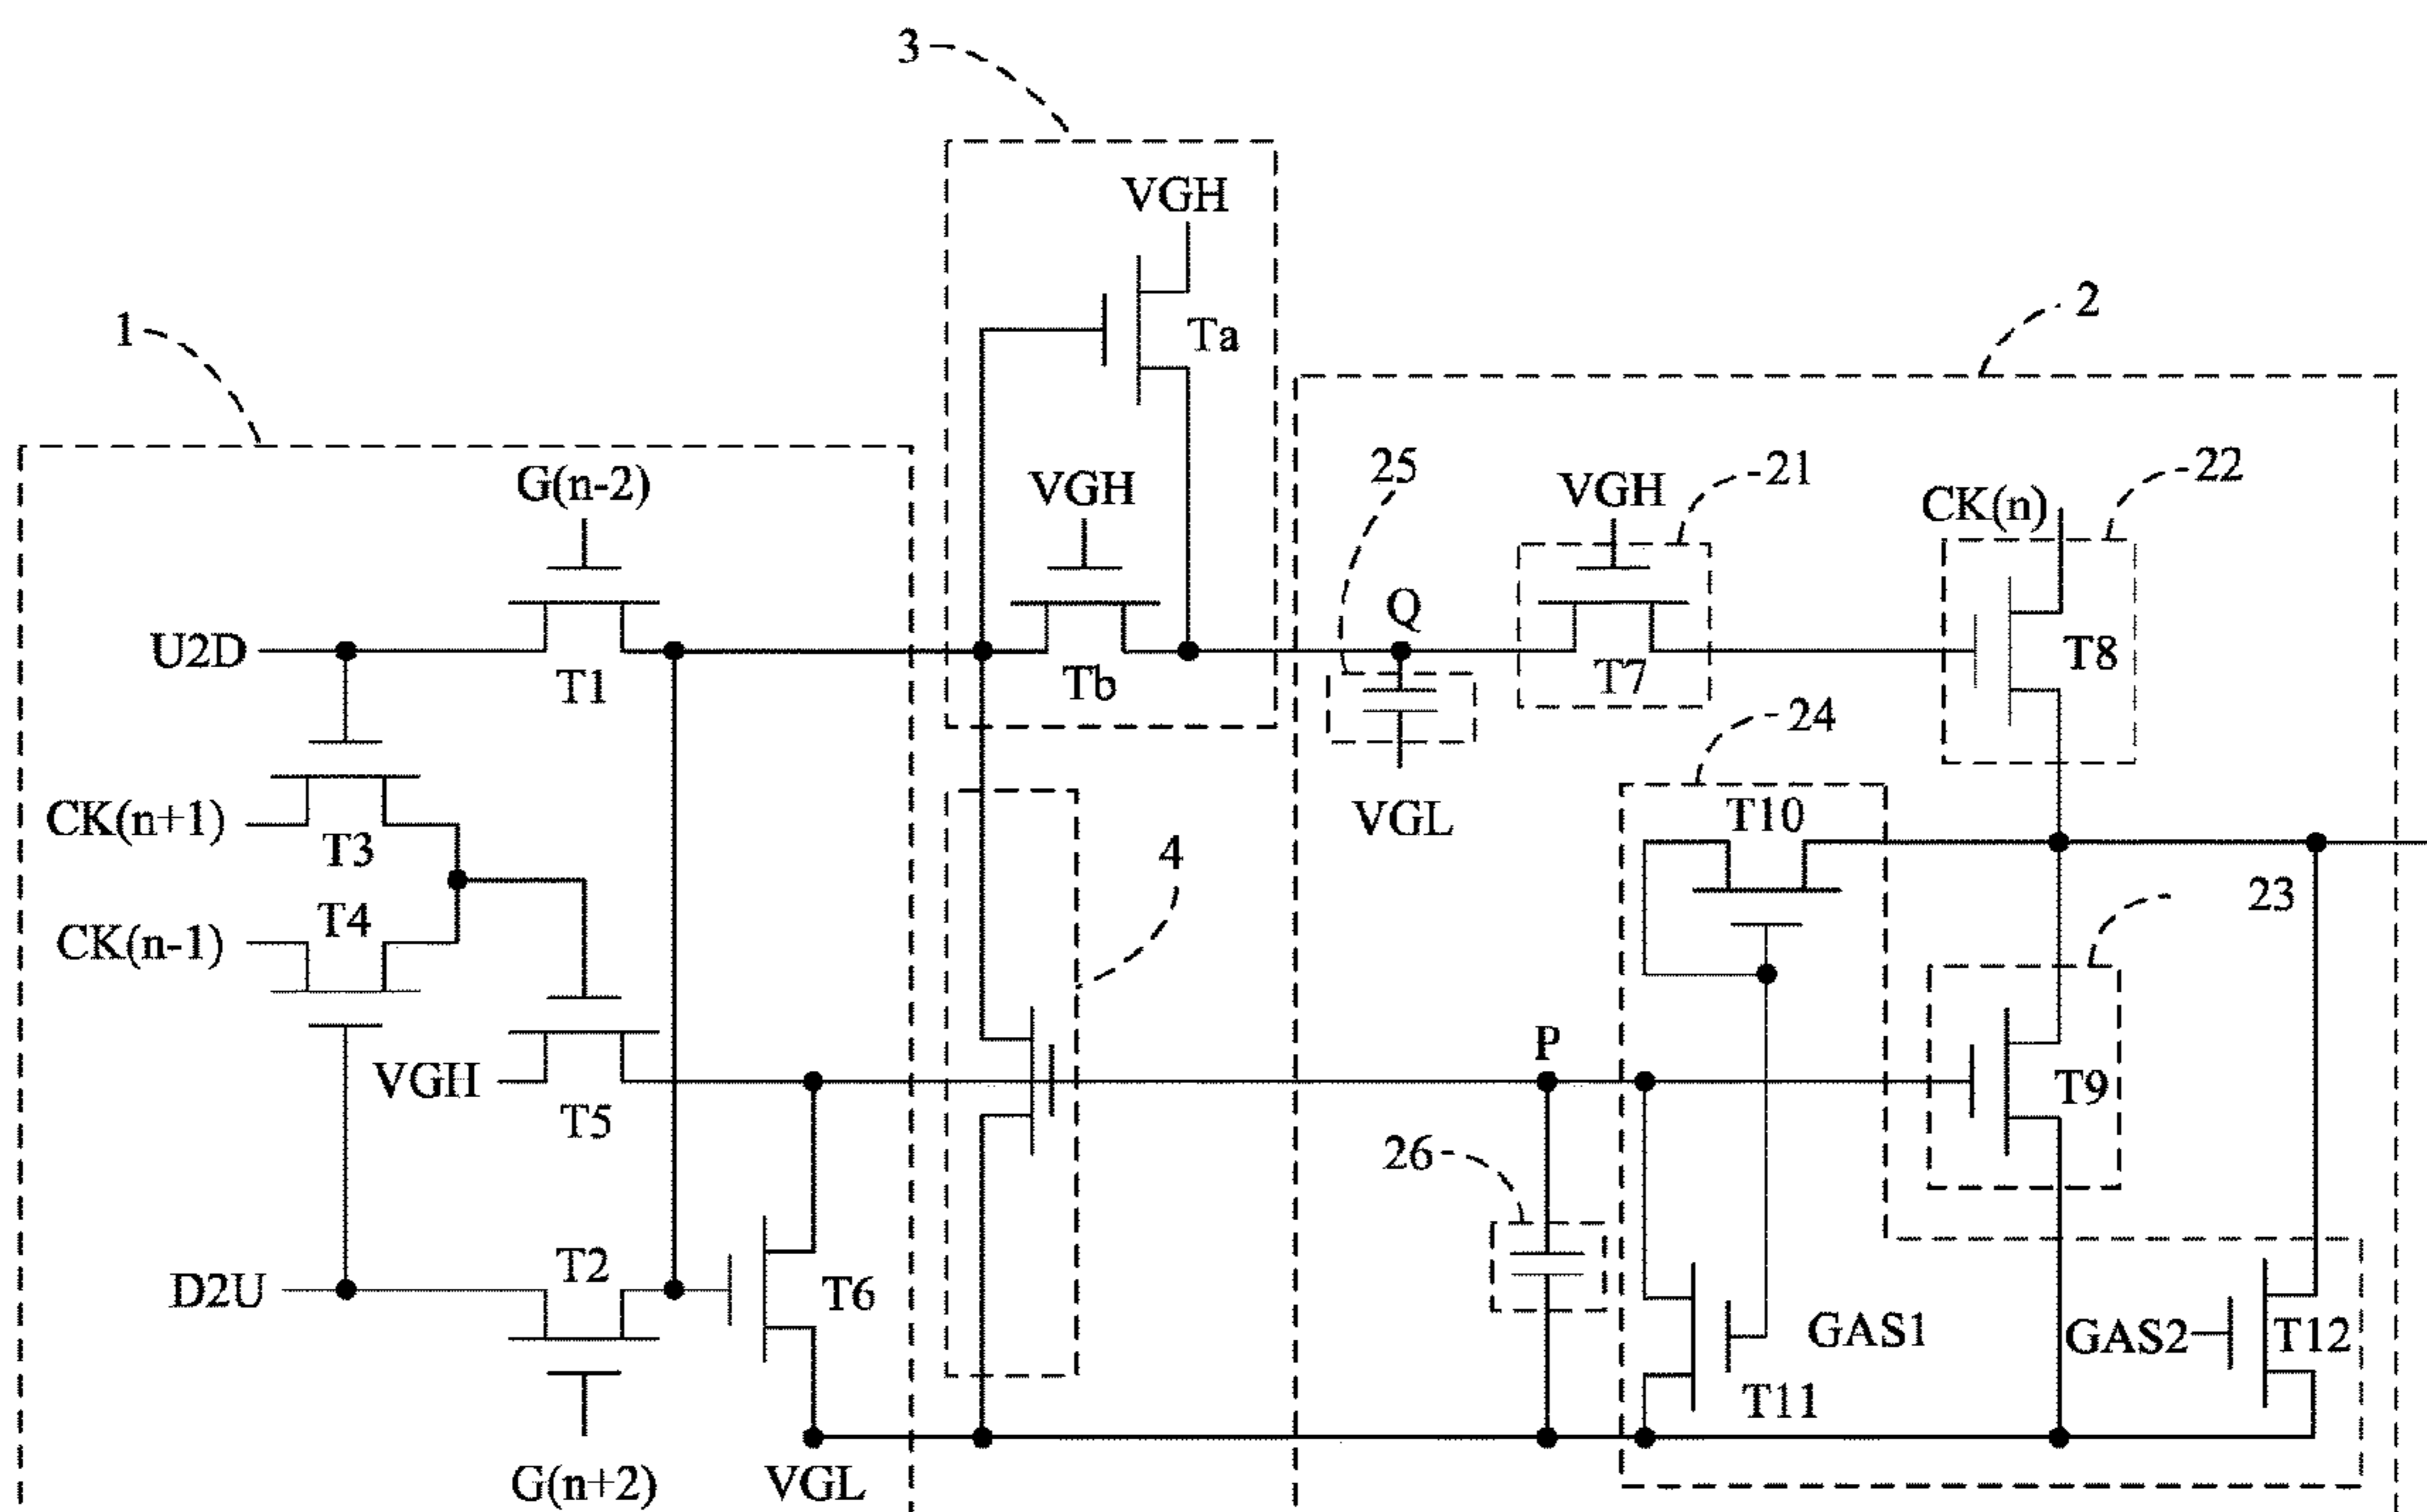 3
VGH
Ta
2
1
G(n-2)
VGH
25
VGH
21
22
CK(n)
Q
U2D
T1
Tb
T7
T8
24
VGL
T10
CK(n+1)
T3
4
T4
23
CK(n-1)
P
VGH
T5
T9
26
T2
D2U
T6
GAS1
GAS2
T12
T11
G(n+2)
VGL